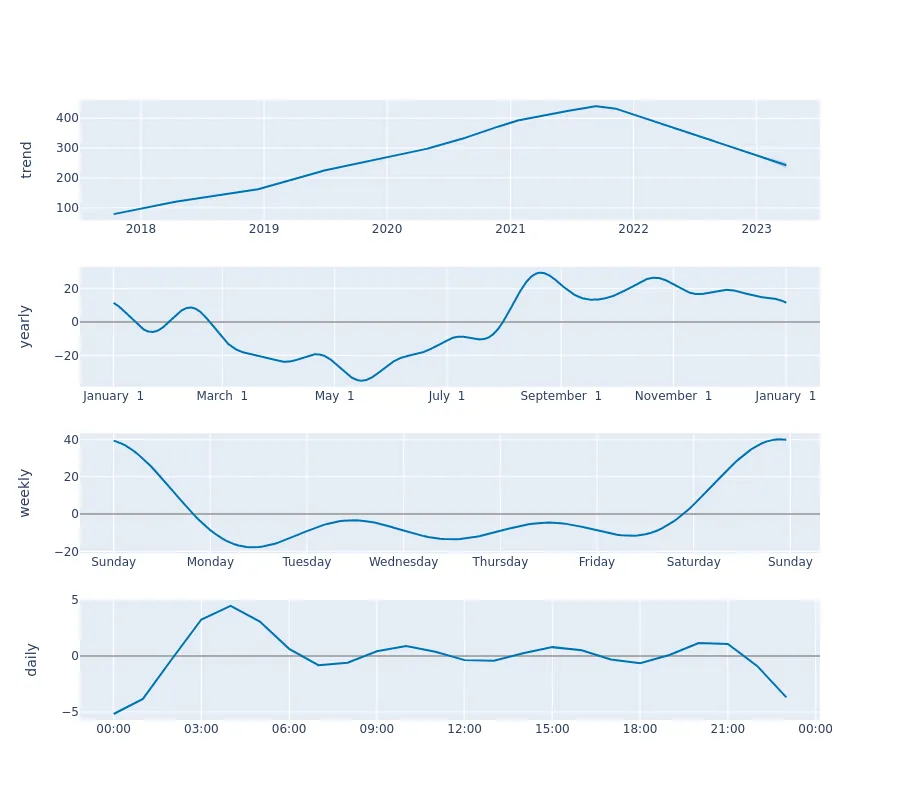 trend
400
300
200
100
2018 2019 2020 2021 2022 2023
yearly
20
0
−20
January 1 March 1 May 1 July 1 September 1 November 1 January 1
weekly
40
20
0
−20
Sunday Monday Tuesday Wednesday Thursday Friday Saturday Sunday
daily
5
0
−5
00:00 03:00 06:00 09:00 12:00 15:00 18:00 21:00 00:00